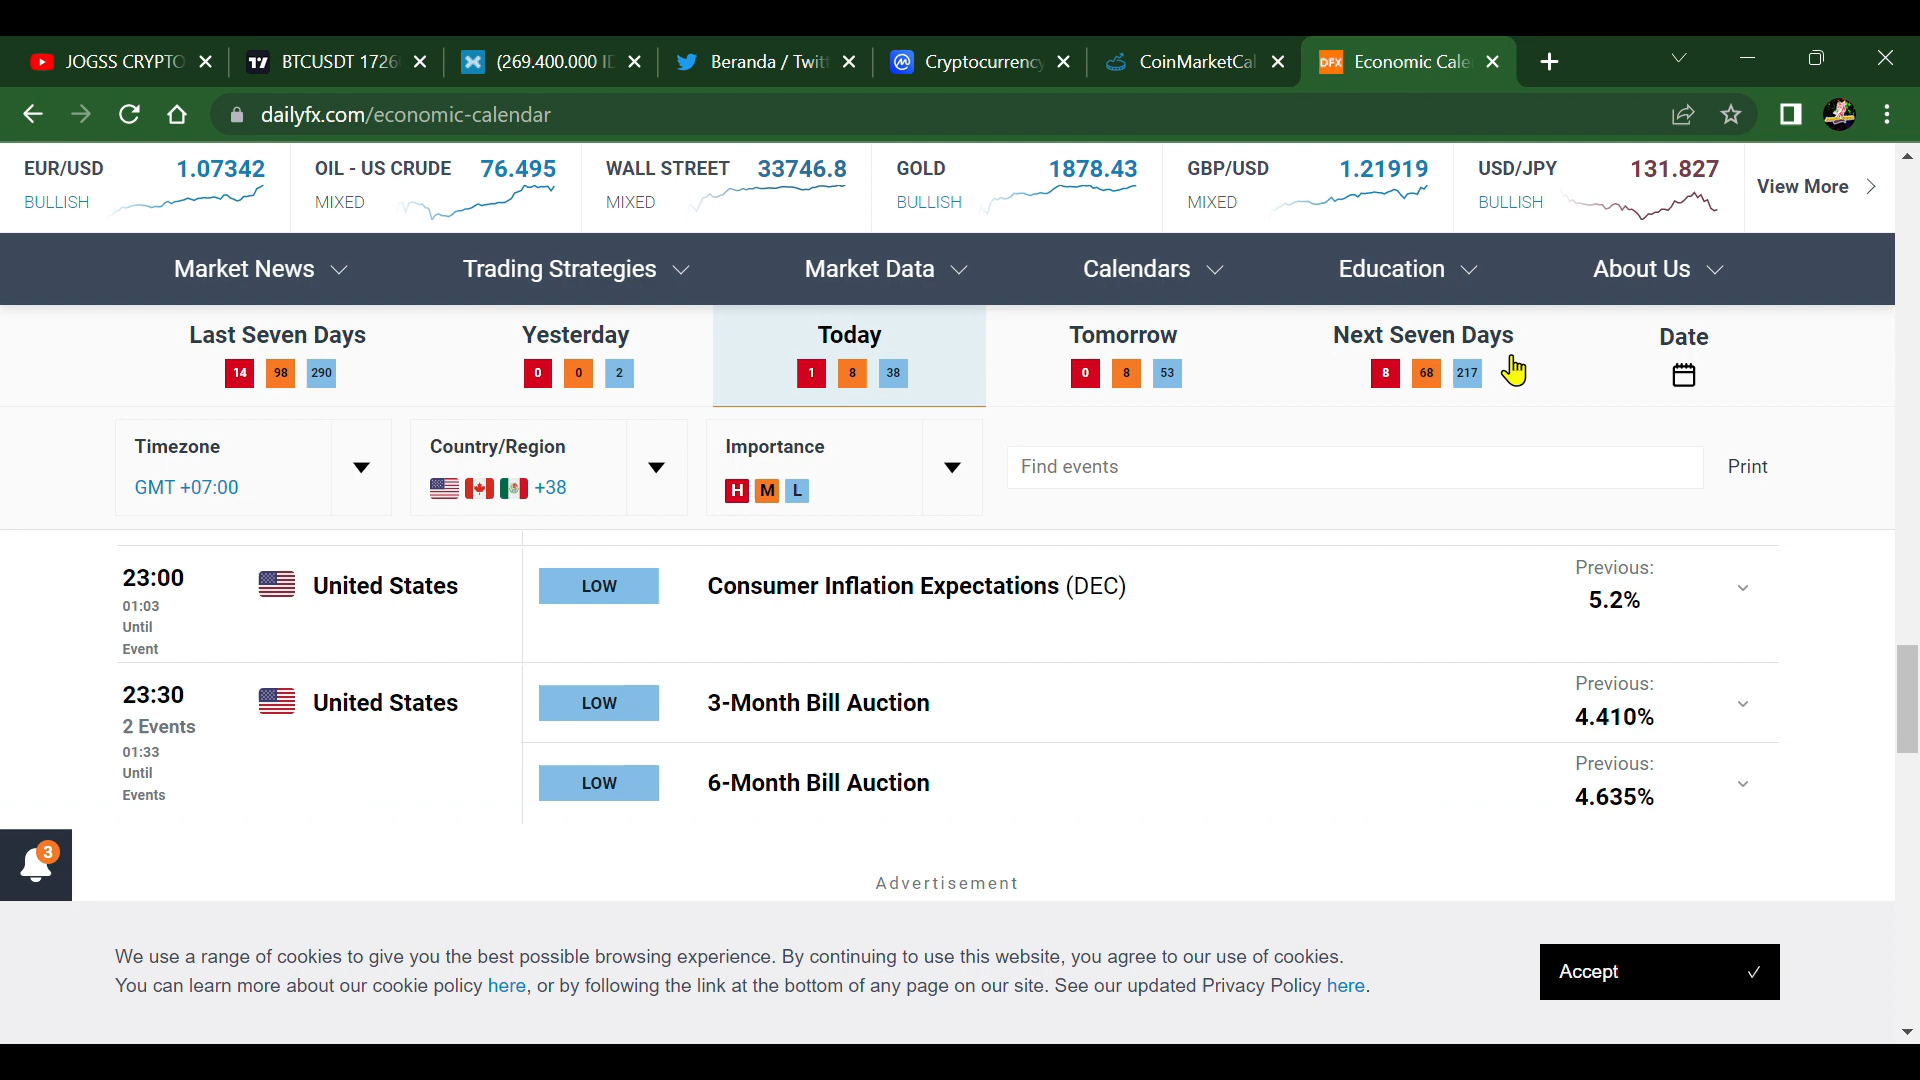 JOGSS CRYPTO
BTCUSDT 1726
(269.400.000 ID
Beranda / Twitt
Cryptocurrency
CoinMarketCal
DFX Economic Cale
dailyfx.com/economic-calendar
EUR/USD 1.07342
BULLISH
OIL - US CRUDE 76.495
MIXED
WALL STREET 33746.8
MIXED
GOLD 1878.43
BULLISH
GBP/USD 1.21919
MIXED
USD/JPY 131.827
BULLISH
View More
Market News
Trading Strategies
Market Data
Calendars
Education
About Us
Last Seven Days
14 98 290
Yesterday
0 0 2
Today
1 8 38
Tomorrow
0 8 53
Next Seven Days
8 68 217
Date
Timezone
GMT +07:00
Country/Region
+38
Importance
H M L
Find events
Print
23:00
01:03
Until
Event
United States
LOW
Consumer Inflation Expectations (DEC)
Previous:
5.2%
23:30
2 Events
01:33
Until
Events
United States
LOW
3-Month Bill Auction
Previous:
4.410%
LOW
6-Month Bill Auction
Previous:
4.635%
3
Advertisement
We use a range of cookies to give you the best possible browsing experience. By continuing to use this website, you agree to our use of cookies.
You can learn more about our cookie policy here, or by following the link at the bottom of any page on our site. See our updated Privacy Policy here.
Accept